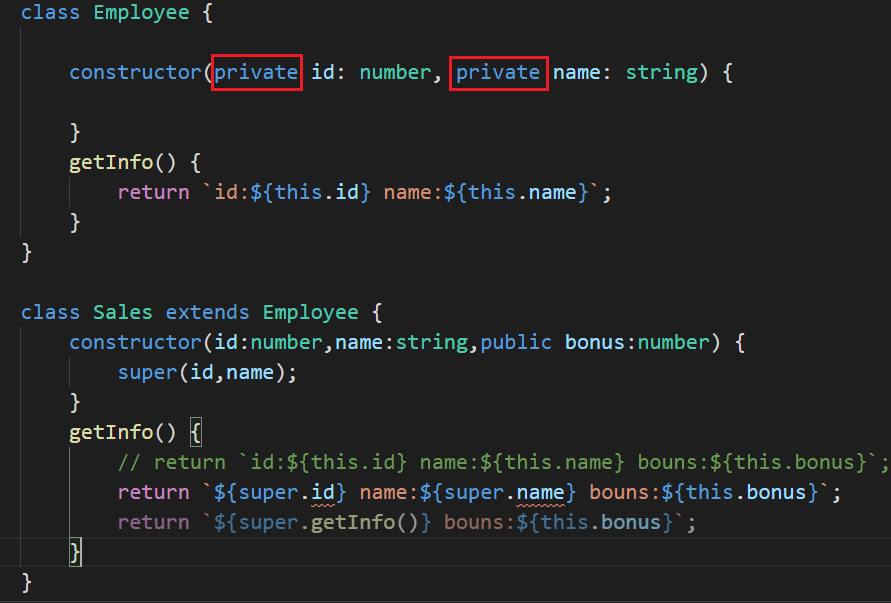 class Employee {
constructor(private id: number, private name: string) {
}
getInfo() {
return `id:${this.id} name:${this.name}`;
}
}
class Sales extends Employee {
constructor(id:number,name:string,public bonus:number) {
super(id,name);
}
getInfo() {
// return `id:${this.id} name:${this.name} bouns:${this.bonus}`;
return `${super.id} name:${super.name} bouns:${this.bonus}`;
return `${super.getInfo()} bouns:${this.bonus}`;
}
}